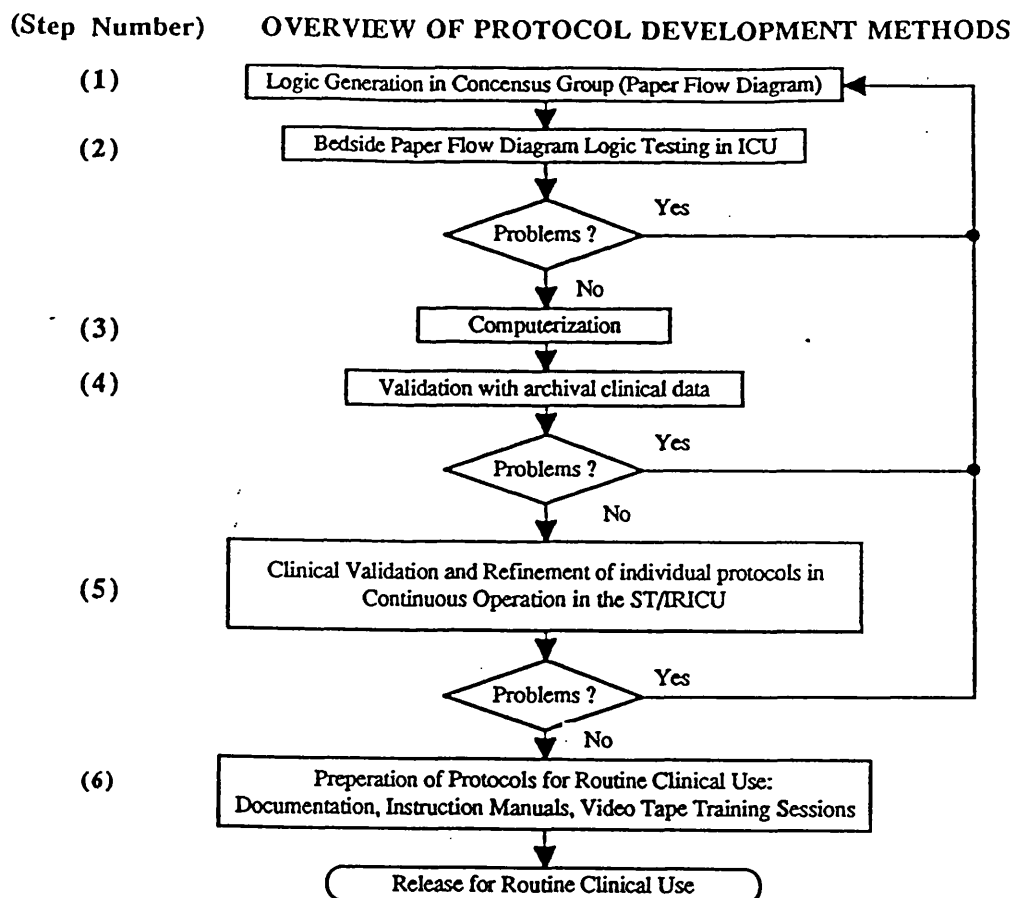 (Step Number) OVERVIEW OF PROTOCOL DEVELOPMENT METHODS
(1) Logic Generation in Concensus Group (Paper Flow Diagram)
(2) Bedside Paper Flow Diagram Logic Testing in ICU
Yes
Problems ?
No
(3) Computerization
(4) Validation with archival clinical data
Yes
Problems ?
No
Clinical Validation and Refinement of individual protocols in
(5) Continuous Operation in the ST/IRICU
Yes
Problems ?
No
(6) Preperation of Protocols for Routine Clinical Use:
Documentation, Instruction Manuals, Video Tape Training Sessions
Release for Routine Clinical Use